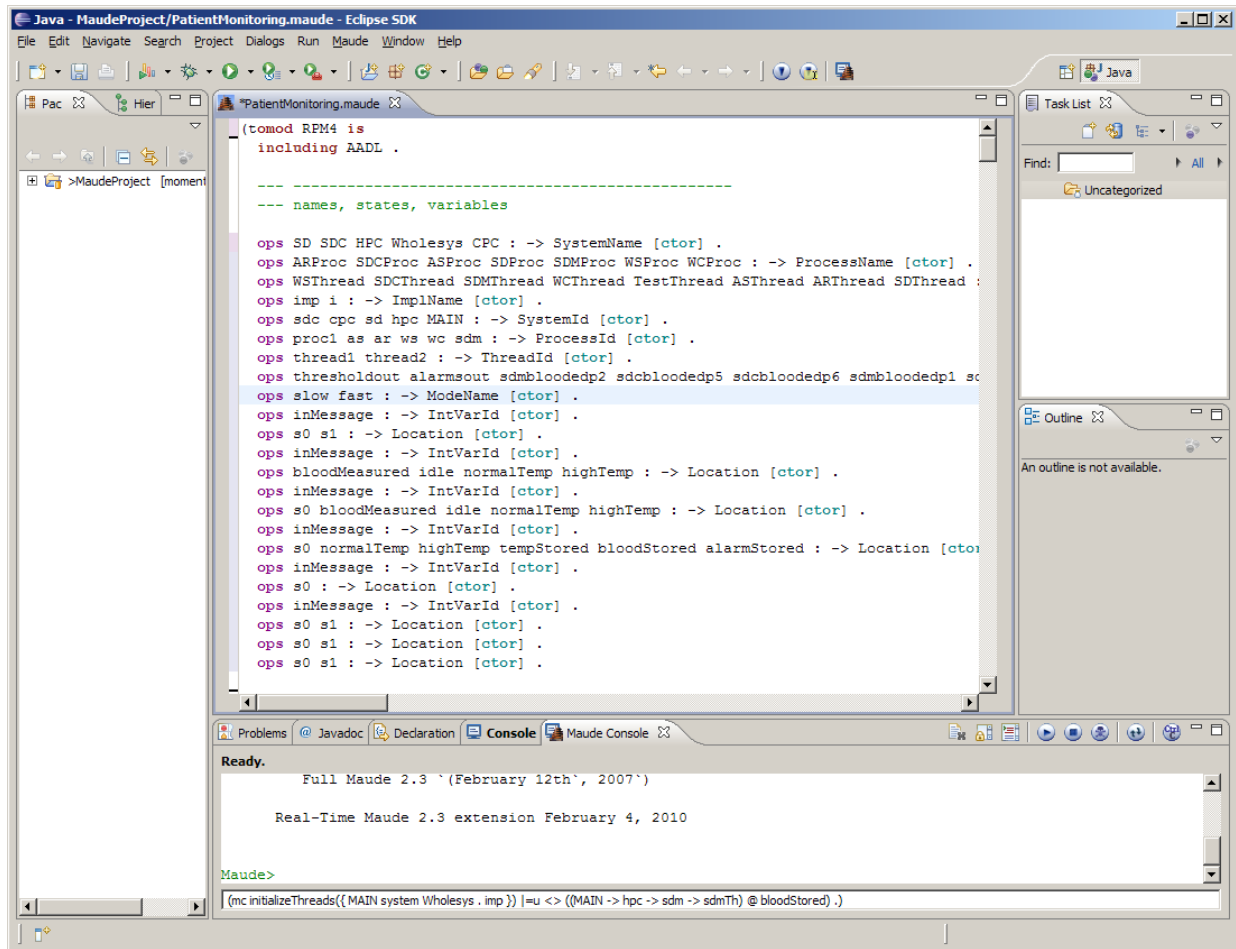 Java - MaudeProject/PatientMonitoring.maude - Eclipse SDK
File Edit Navigate Search Project Dialogs Run Maude Window Help
Java
Pac Hier
*PatientMonitoring.maude
Task List
>MaudeProject [moment
(tomod RPM4 is
including AADL .
--- -------------------------------------------------
--- names, states, variables
ops SD SDC HPC Wholesys CPC : -> SystemName [ctor] .
ops ARProc SDCProc ASProc SDProc SDMProc WSProc WCProc : -> ProcessName [ctor] .
ops WSThread SDCThread SDMThread WCThread TestThread ASThread ARThread SDThread :
ops imp i : -> ImplName [ctor] .
ops sdc cpc sd hpc MAIN : -> SystemId [ctor] .
ops proc1 as ar ws wc sdm : -> ProcessId [ctor] .
ops thread1 thread2 : -> ThreadId [ctor] .
ops thresholdout alarmsout sdmbloodedp2 sdcbloodedp5 sdcbloodedp6 sdmbloodedp1 sd
ops slow fast : -> ModeName [ctor] .
ops inMessage : -> IntVarId [ctor] .
ops s0 s1 : -> Location [ctor] .
ops inMessage : -> IntVarId [ctor] .
ops bloodMeasured idle normalTemp highTemp : -> Location [ctor] .
ops inMessage : -> IntVarId [ctor] .
ops s0 bloodMeasured idle normalTemp highTemp : -> Location [ctor] .
ops inMessage : -> IntVarId [ctor] .
ops s0 normalTemp highTemp tempStored bloodStored alarmStored : -> Location [ctor
ops inMessage : -> IntVarId [ctor] .
ops s0 : -> Location [ctor] .
ops inMessage : -> IntVarId [ctor] .
ops s0 s1 : -> Location [ctor] .
ops s0 s1 : -> Location [ctor] .
ops s0 s1 : -> Location [ctor] .
Find: All
Uncategorized
Outline
An outline is not available.
Problems @ Javadoc Declaration Console Maude Console
Ready.
Full Maude 2.3 `(February 12th`, 2007`)
Real-Time Maude 2.3 extension February 4, 2010
Maude>
(mc initializeThreads({ MAIN system Wholesys . imp }) |=u <> ((MAIN -> hpc -> sdm -> sdmTh) @ bloodStored) .)